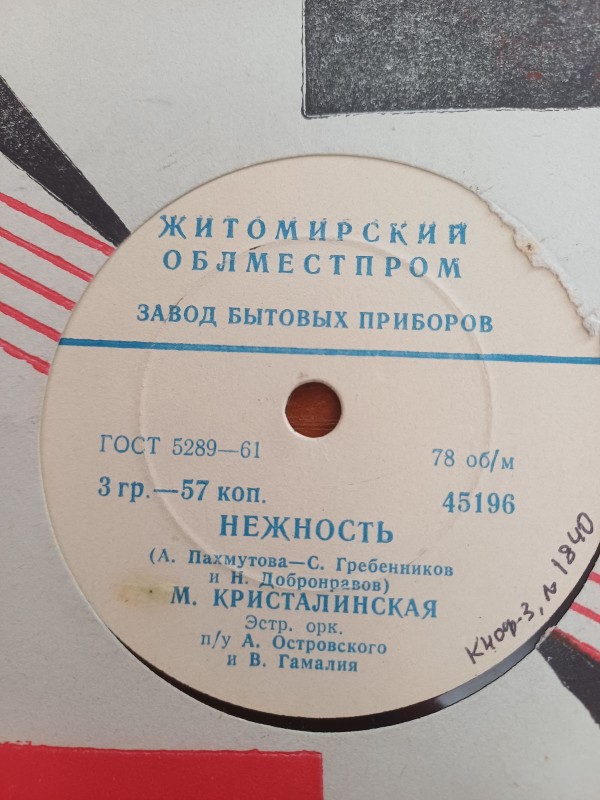 ЖИТОМИРСКИЙ
ОБЛМЕСТПРОМ
ЗАВОД БЫТОВЫХ ПРИБОРОВ
ГОСТ 5289—61
78 об/м
3 гр.—57 коп.
45196
НЕЖНОСТЬ
(А. Пахмутова—С. Гребенников
и Н. Добронравов)
М. КРИСТАЛИНСКАЯ
Эстр. орк.
п/у А. Островского
и В. Гамалия
1840